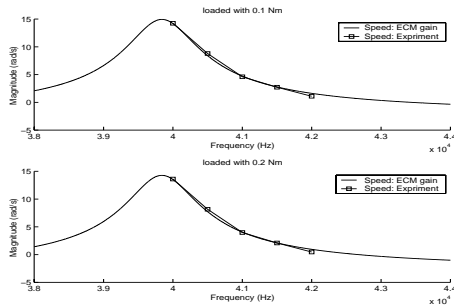 loaded with 0.1 Nm
15
10
5
0
-5
Magnitude (rad/s)
Speed: ECM gain
Speed: Expriment
3.8 3.9 4 4.1 4.2 4.3 4.4
Frequency (Hz)
x 10⁴
loaded with 0.2 Nm
15
10
5
0
-5
Magnitude (rad/s)
Speed: ECM gain
Speed: Expriment
3.8 3.9 4 4.1 4.2 4.3 4.4
Frequency (Hz)
x 10⁴